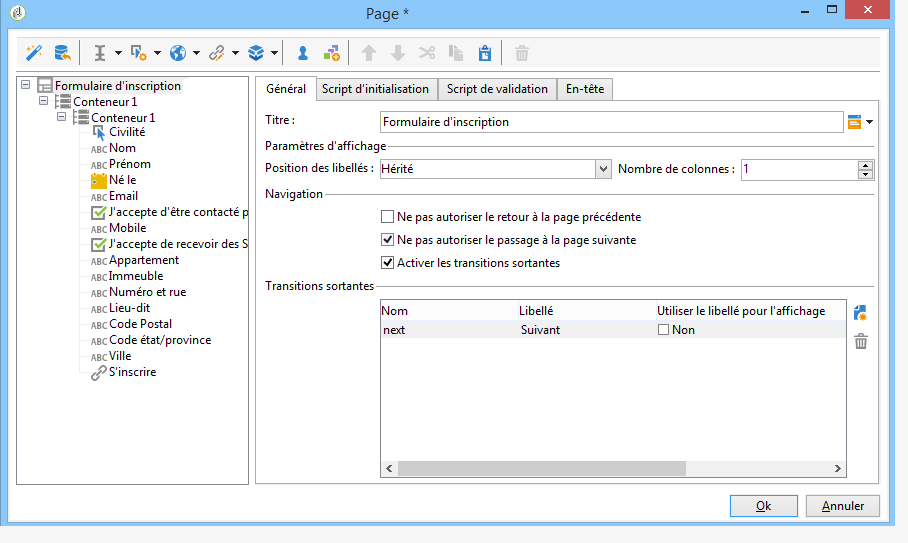 Page *
Formulaire d'inscription
Conteneur 1
Conteneur 1
Civilité
ABC Nom
ABC Prénom
Né le
ABC Email
J'accepte d'être contacté p
ABC Mobile
J'accepte de recevoir des S
ABC Appartement
ABC Immeuble
ABC Numéro et rue
ABC Lieu-dit
ABC Code Postal
ABC Code état/province
ABC Ville
S'inscrire
Général Script d'initialisation Script de validation En-tête
Titre : Formulaire d'inscription
Paramètres d'affichage
Position des libellés : Hérité Nombre de colonnes : 1
Navigation
Ne pas autoriser le retour à la page précédente
Ne pas autoriser le passage à la page suivante
Activer les transitions sortantes
Transitions sortantes
Nom Libellé Utiliser le libellé pour l'affichage
next Suivant Non
Ok Annuler